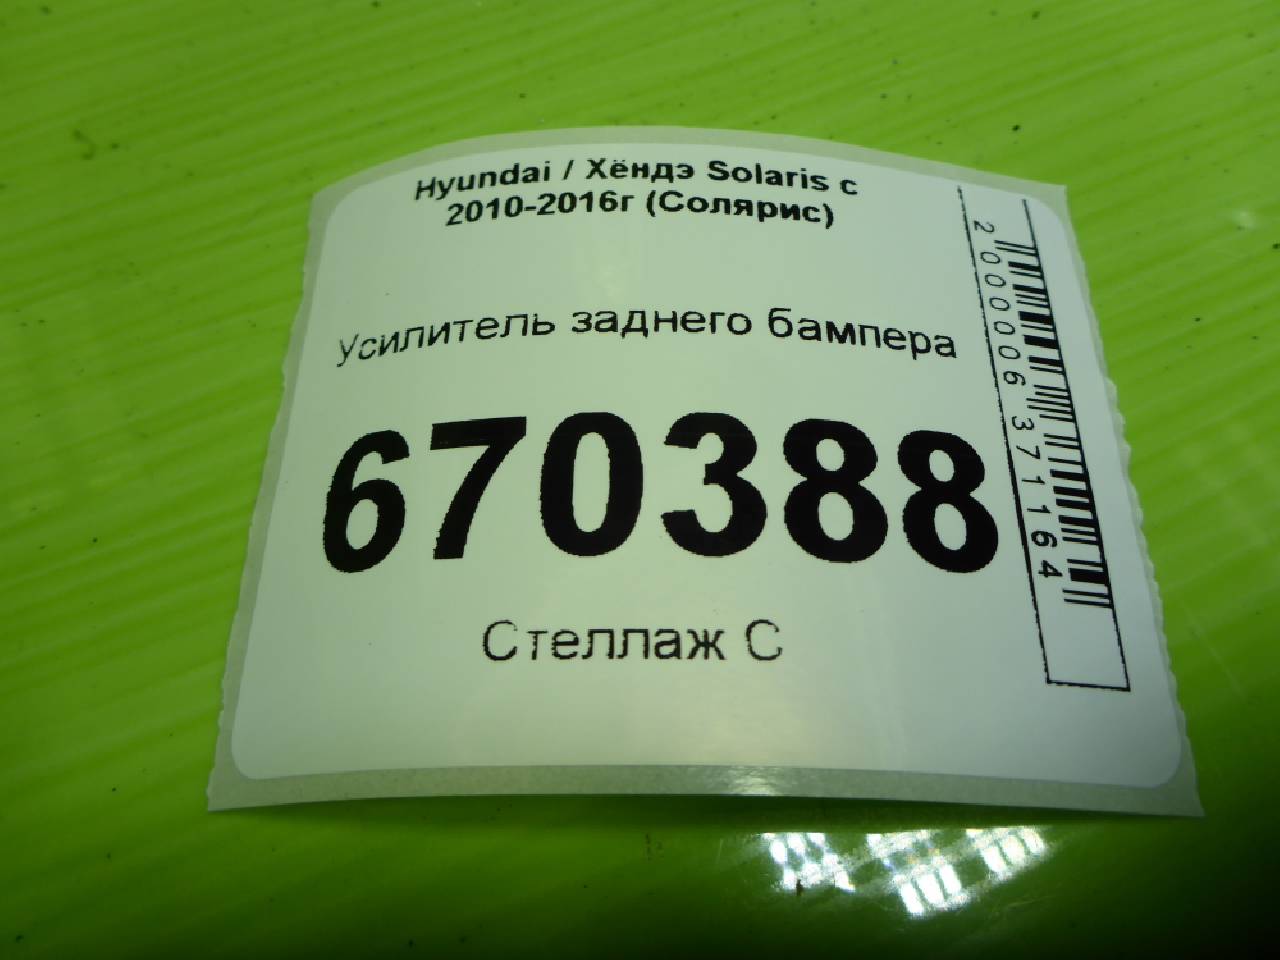 Hyundai / Хёндэ Solaris с
2010-2016г (Солярис)
Усилитель заднего бампера
670388
Стеллаж С
2000006371164